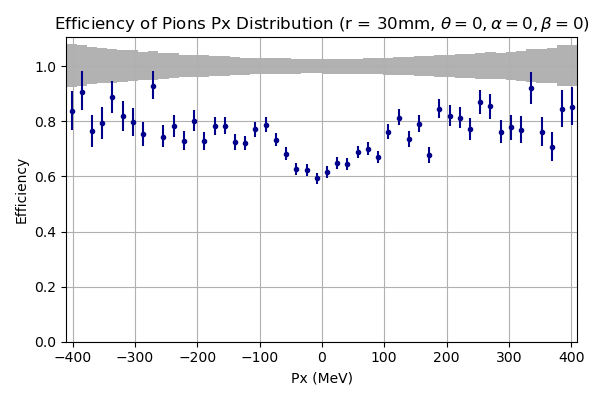 Efficiency of Pions Px Distribution (r = 30mm, θ = 0, α = 0, β = 0)
Efficiency
1.0
0.8
0.6
0.4
0.2
0.0
−400 −300 −200 −100 0 100 200 300 400
Px (MeV)